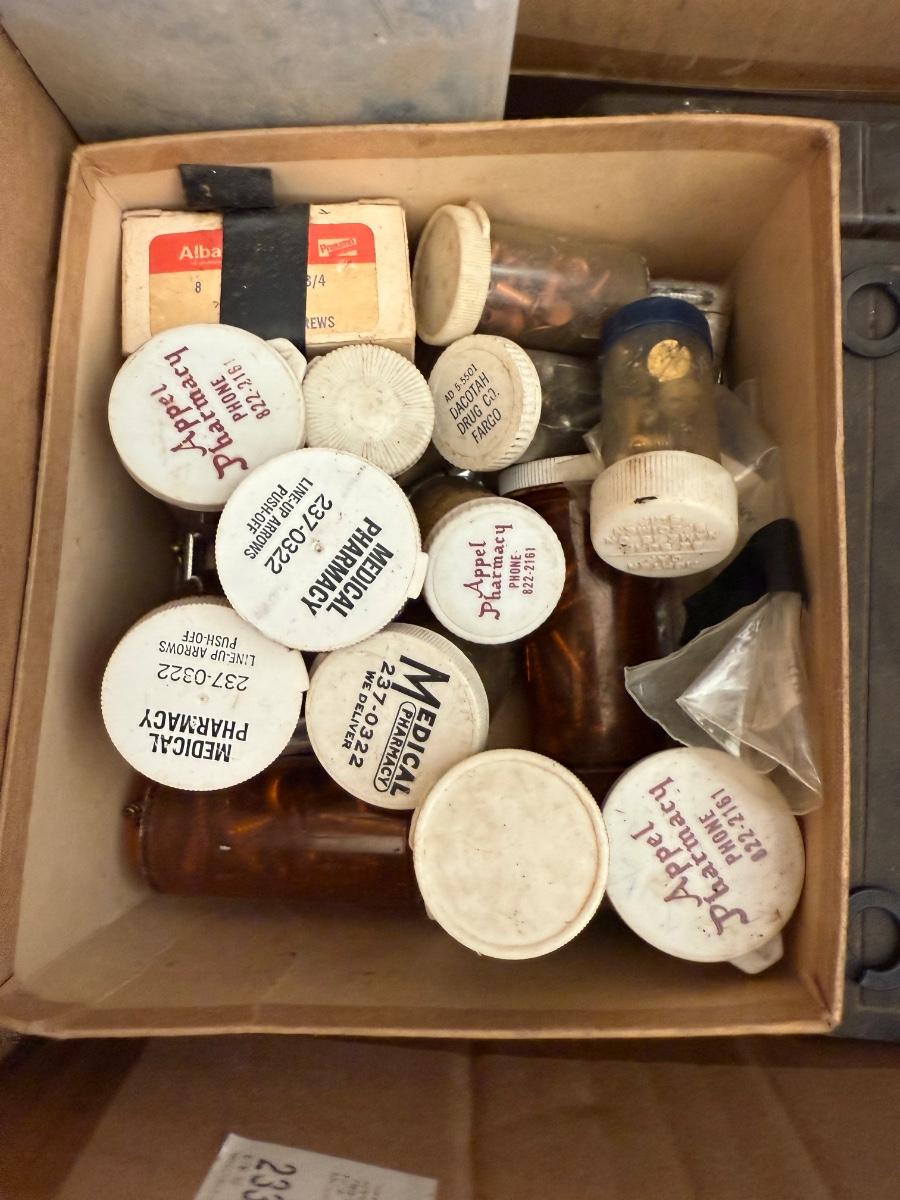 Alba
8
3/4
REWS
Appel
Pharmacy
PHONE
822-2161
AD 5-5501
DACOTAH
DRUG CO.
FARGO
MEDICAL
PHARMACY
237-0322
LINE-UP ARROWS
PUSH-OFF
Appel
Pharmacy
PHONE
822-2161
MEDICAL
PHARMACY
237-0322
LINE-UP ARROWS
PUSH-OFF
MEDICAL
PHARMACY
237-0322
WE DELIVER
Appel
Pharmacy
PHONE
822-2161